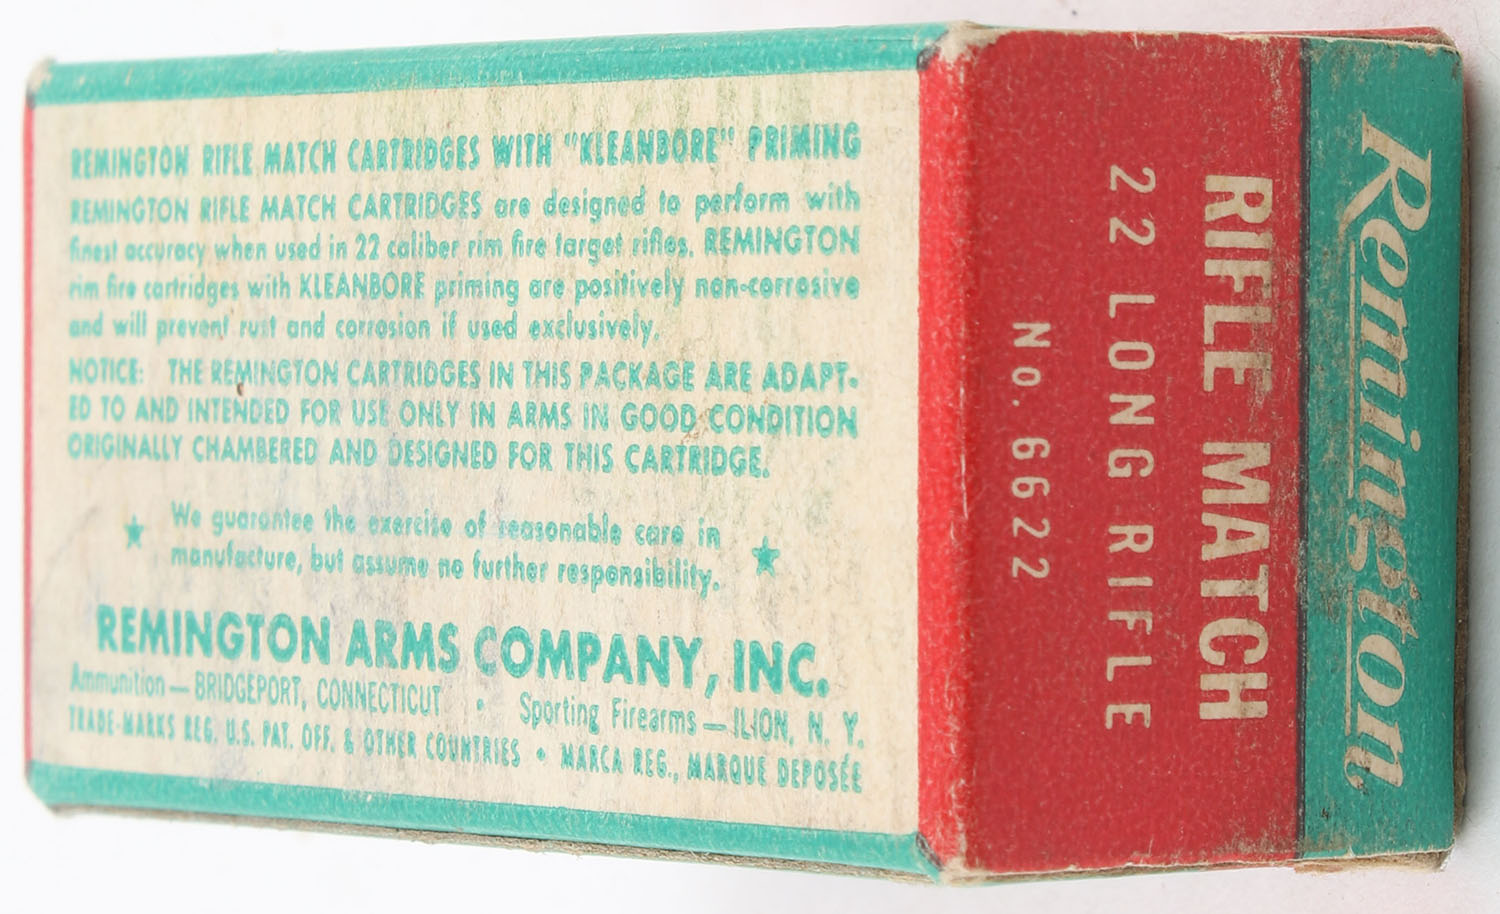 REMINGTON RIFLE MATCH CARTRIDGES WITH "KLEANBORE" PRIMING
REMINGTON RIFLE MATCH CARTRIDGES are designed to perform with
finest accuracy when used in 22 caliber rim fire target rifles. REMINGTON
rim fire cartridges with KLEANBORE priming are positively non-corrosive
and will prevent rust and corrosion if used exclusively.
NOTICE: THE REMINGTON CARTRIDGES IN THIS PACKAGE ARE ADAPT-
ED TO AND INTENDED FOR USE ONLY IN ARMS IN GOOD CONDITION
ORIGINALLY CHAMBERED AND DESIGNED FOR THIS CARTRIDGE.
We guarantee the exercise of reasonable care in
manufacture, but assume no further responsibility.
REMINGTON ARMS COMPANY, INC.
Ammunition — BRIDGEPORT, CONNECTICUT • Sporting Firearms — ILION, N. Y.
TRADE-MARKS REG. U.S. PAT. OFF. & OTHER COUNTRIES • MARCA REG., MARQUE DEPOSÉE
Remington
RIFLE MATCH
22 LONG RIFLE
No. 6622